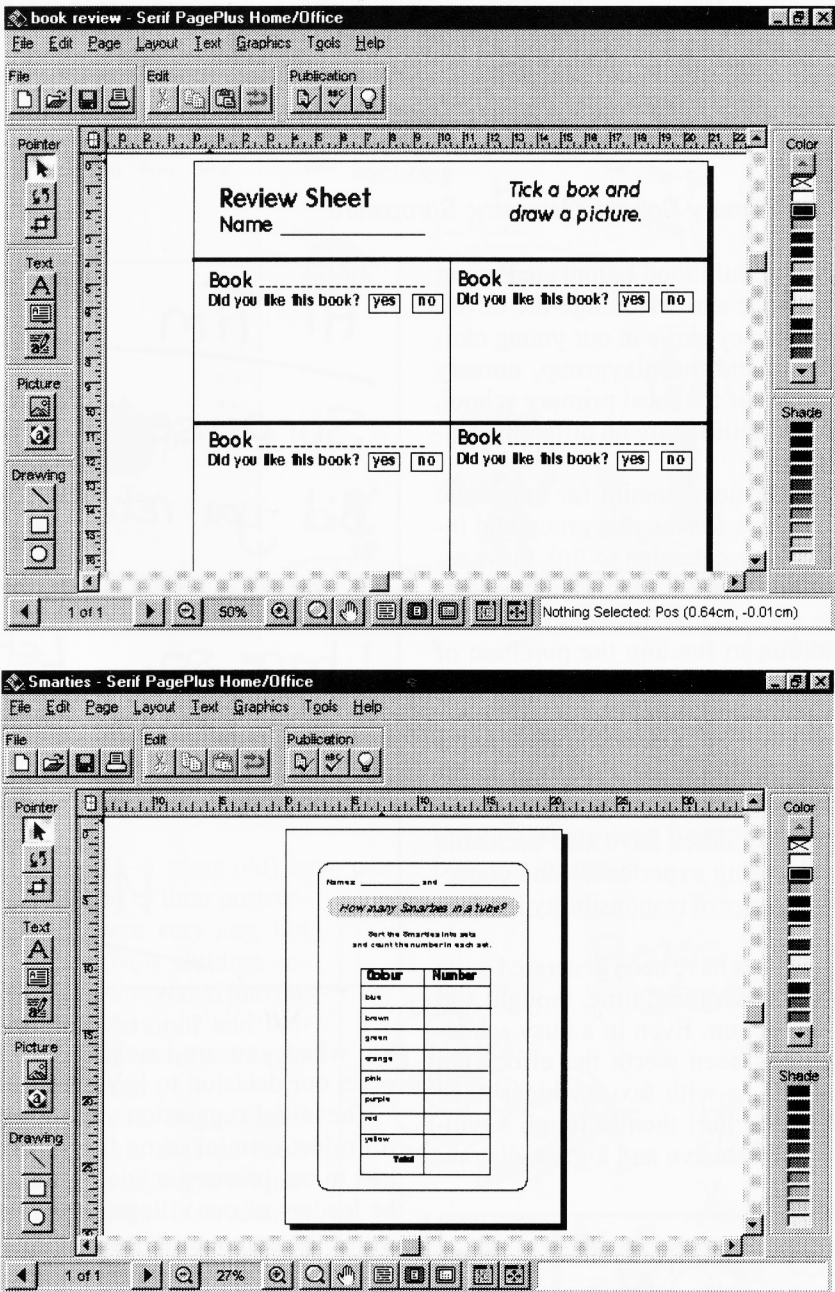 book review - Serif PagePlus Home/Office
File Edit Page Layout Text Graphics Tools Help
File Edit Publication
Pointer
Color
Review Sheet
Tick a box and
draw a picture.
Name
Text
Book
Did you like this book? yes no
Book
Did you like this book? yes no
Picture
Shade
Book
Did you like this book? yes no
Book
Did you like this book? yes no
Drawing
1 of 1 50% Nothing Selected: Pos (0.64cm, -0.01cm)
Smarties - Serif PagePlus Home/Office
File Edit Page Layout Text Graphics Tools Help
File Edit Publication
Pointer
Color
Names: and
How many Smarties in a tube?
Text
Sort the Smarties into sets
and count the number in each set.
Colour Number
blue
brown
green
orange
Picture
pink
Shade
purple
red
Drawing
yellow
Total
1 of 1 27%